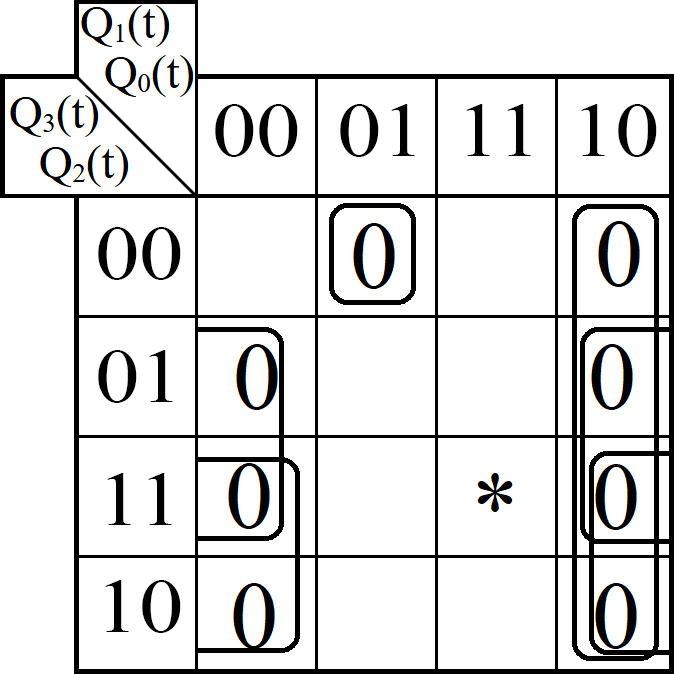 Q₁(t)
Q₀(t)
Q₃(t)
Q₂(t)
00 01 11 10
00 0 0
01 0 0
11 0 * 0
10 0 0